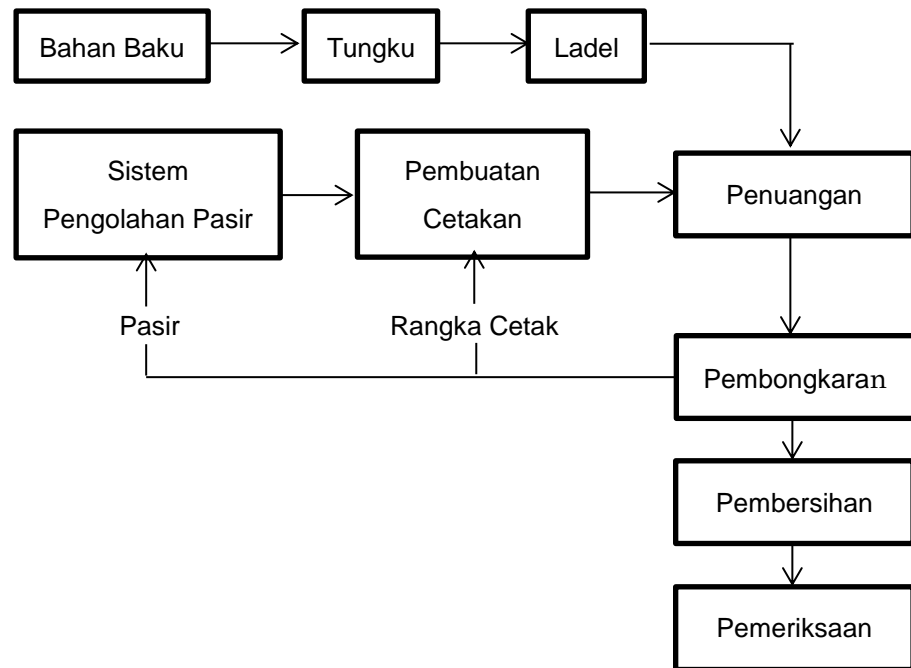 Bahan Baku
Tungku
Ladel
Sistem
Pengolahan Pasir
Pembuatan
Cetakan
Penuangan
Pasir
Rangka Cetak
Pembongkaran
Pembersihan
Pemeriksaan